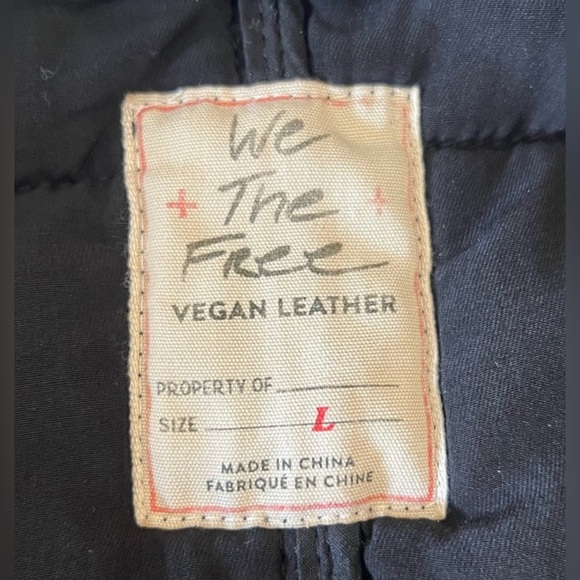 We
The
Free
VEGAN LEATHER
PROPERTY OF
SIZE L
MADE IN CHINA
FABRIQUÉ EN CHINE